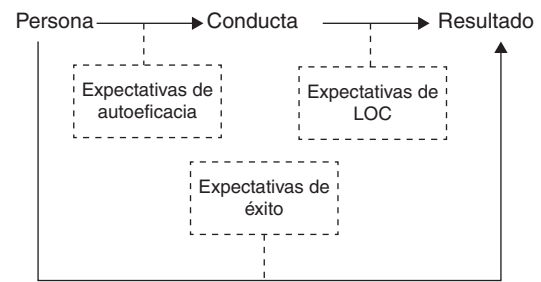 Persona Conducta Resultado
Expectativas de
autoeficacia
Expectativas de
LOC
Expectativas de
éxito